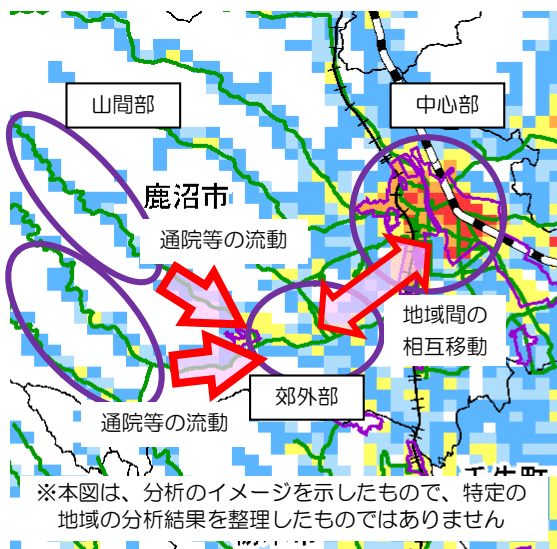 山間部
中心部
鹿沼市
通院等の流動
地域間の
相互移動
郊外部
通院等の流動
※本図は、分析のイメージを示したもので、特定の
地域の分析結果を整理したものではありません